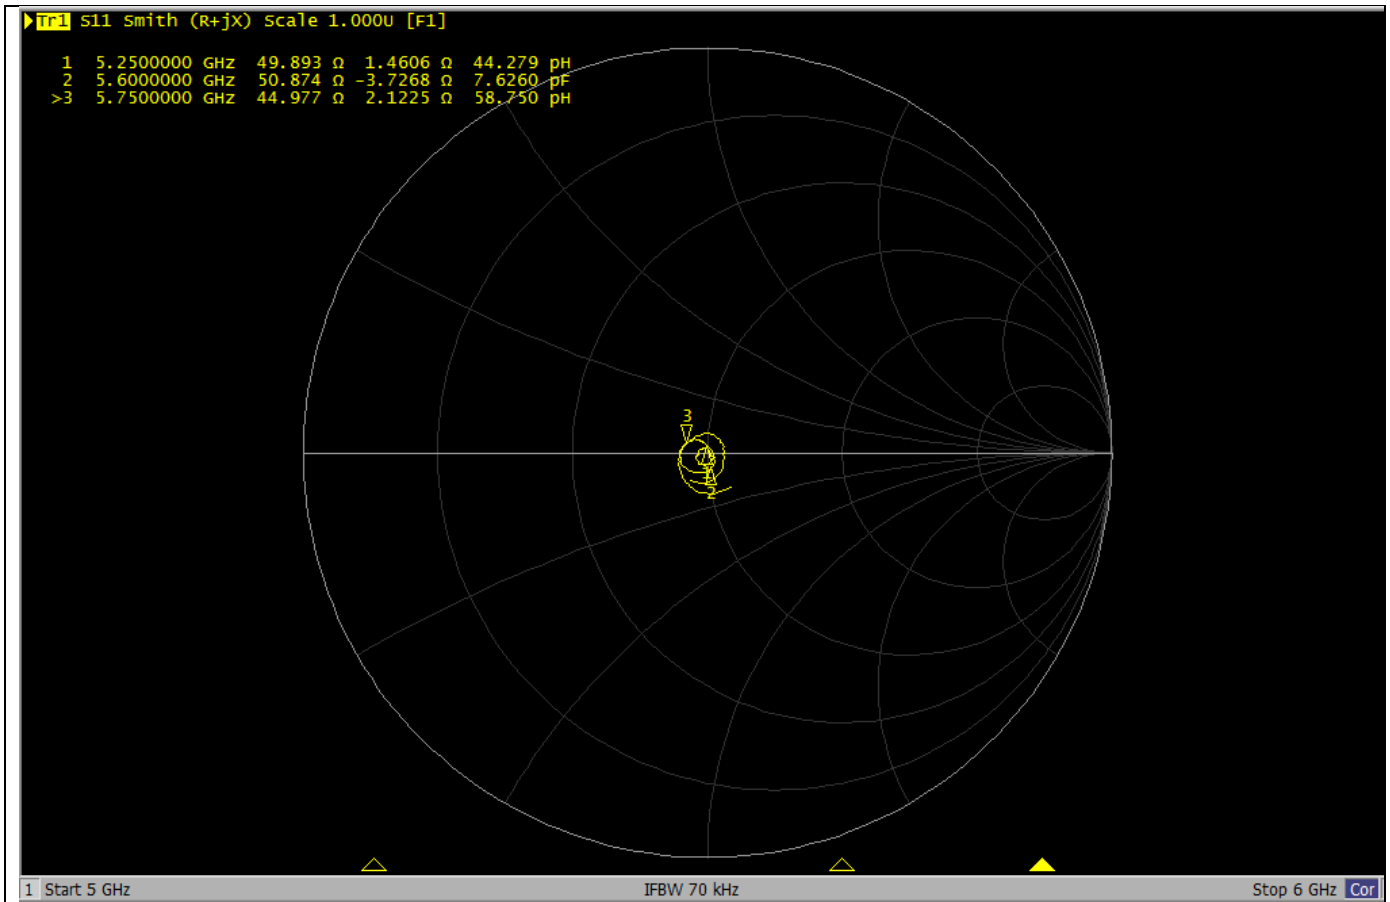 Tr1 S11 Smith (R+jX) Scale 1.000U [F1]
1 5.2500000 GHz 49.893 Ω 1.4606 Ω 44.279 pH
2 5.6000000 GHz 50.874 Ω -3.7268 Ω 7.6260 pF
>3 5.7500000 GHz 44.977 Ω 2.1225 Ω 58.750 pH
3
1
2
1 Start 5 GHz IFBW 70 kHz Stop 6 GHz Cor